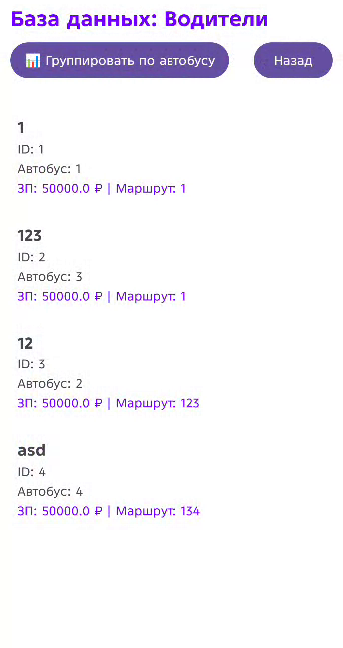 База данных: Водители
📊 Группировать по автобусу
Назад
1
ID: 1
Автобус: 1
ЗП: 50000.0 ₽ | Маршрут: 1
123
ID: 2
Автобус: 3
ЗП: 50000.0 ₽ | Маршрут: 1
12
ID: 3
Автобус: 2
ЗП: 50000.0 ₽ | Маршрут: 123
asd
ID: 4
Автобус: 4
ЗП: 50000.0 ₽ | Маршрут: 134